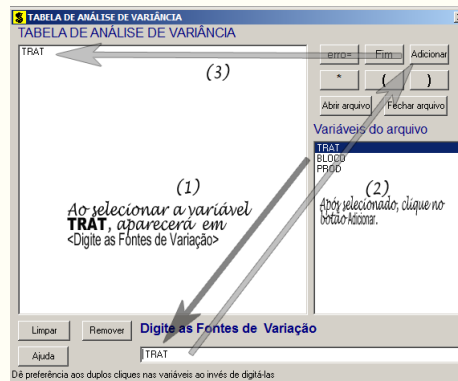 TABELA DE ANÁLISE DE VARIÂNCIA
TABELA DE ANÁLISE DE VARIÂNCIA
TRAT
(3)
erro=
Fim
Adicionar
*
(
)
Abrir arquivo
Fechar arquivo
Variáveis do arquivo
TRAT
BLOCO
PROD
(1)
Ao selecionar a variável
TRAT, aparecerá em
<Digite as Fontes de Variação>
(2)
Após selecionado, clique no
botão Adicionar.
Limpar
Remover
Digite as Fontes de Variação
Ajuda
TRAT
Dê preferência aos duplos cliques nas variáveis ao invés de digitá-las